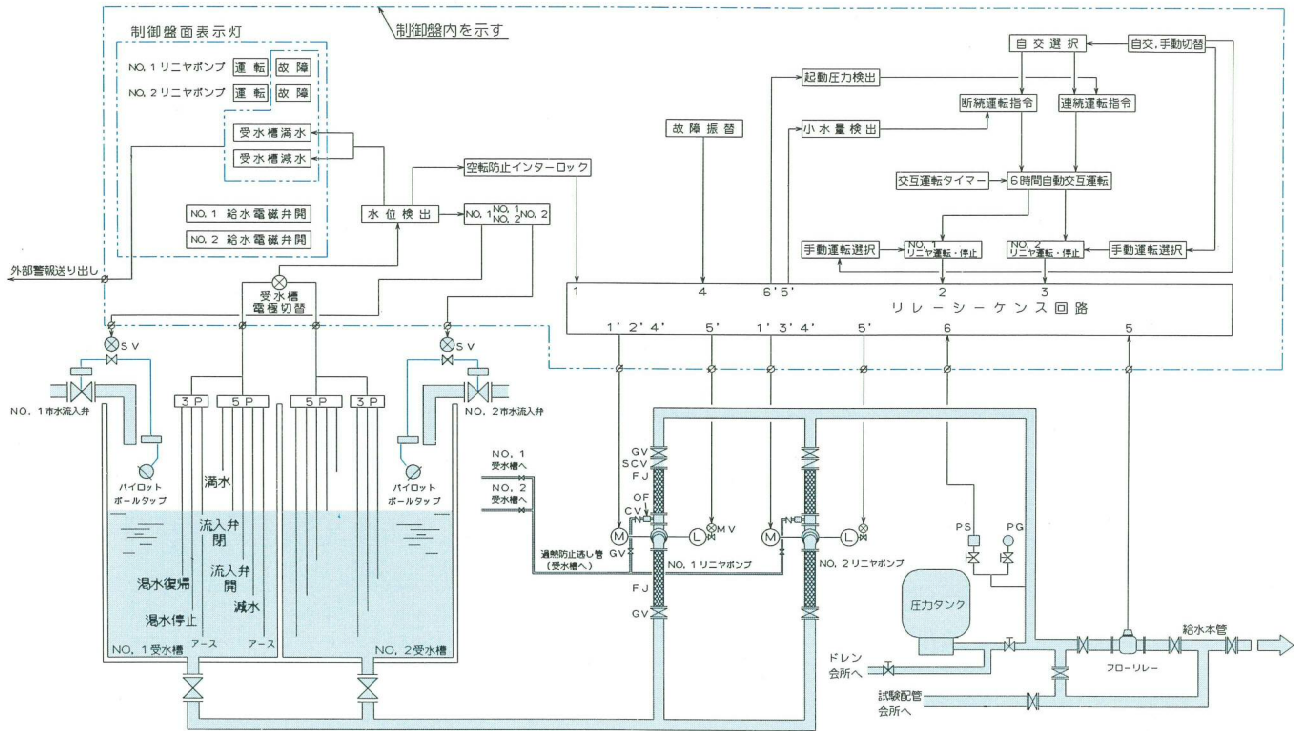 制御盤内を示す
制御盤面表示灯
NO.1 リニヤポンプ 運転 故障
NO.2 リニヤポンプ 運転 故障
受水槽満水
受水槽減水
NO.1 給水電磁弁開
NO.2 給水電磁弁開
外部警報送り出し
水位検出
空転防止インターロック
NO.1 NO.1 NO.2 NO.2
受水槽
電極切替
故障振替
起動圧力検出
小水量検出
自交選択
自交,手動切替
断続運転指令
連続運転指令
交互運転タイマー
6時間自動交互運転
手動運転選択
NO.1
リニヤ運転・停止
NO.2
リニヤ運転・停止
手動運転選択
1 4 6' 5' 2 3
リレーシーケンス回路
1' 2' 4' 5' 1' 3' 4' 5' 6 5
SV
SV
NO.1市水流入弁
NO.2市水流入弁
3P
5P
5P
3P
パイロット
ボールタップ
パイロット
ボールタップ
満水
流入弁
閉
流入弁
開
渇水復帰
減水
渇水停止
アース
アース
NO.1受水槽
NO.2受水槽
NO.1
受水槽へ
NO.2
受水槽へ
過熱防止逃し管
(受水槽へ)
GV
SCV
FJ
OF
CV
M
GV
L
MV
NO.1リニヤポンプ
FJ
GV
M
L
NO.2リニヤポンプ
PS
PG
圧力タンク
ドレン
会所へ
試験配管
会所へ
フローリレー
給水本管